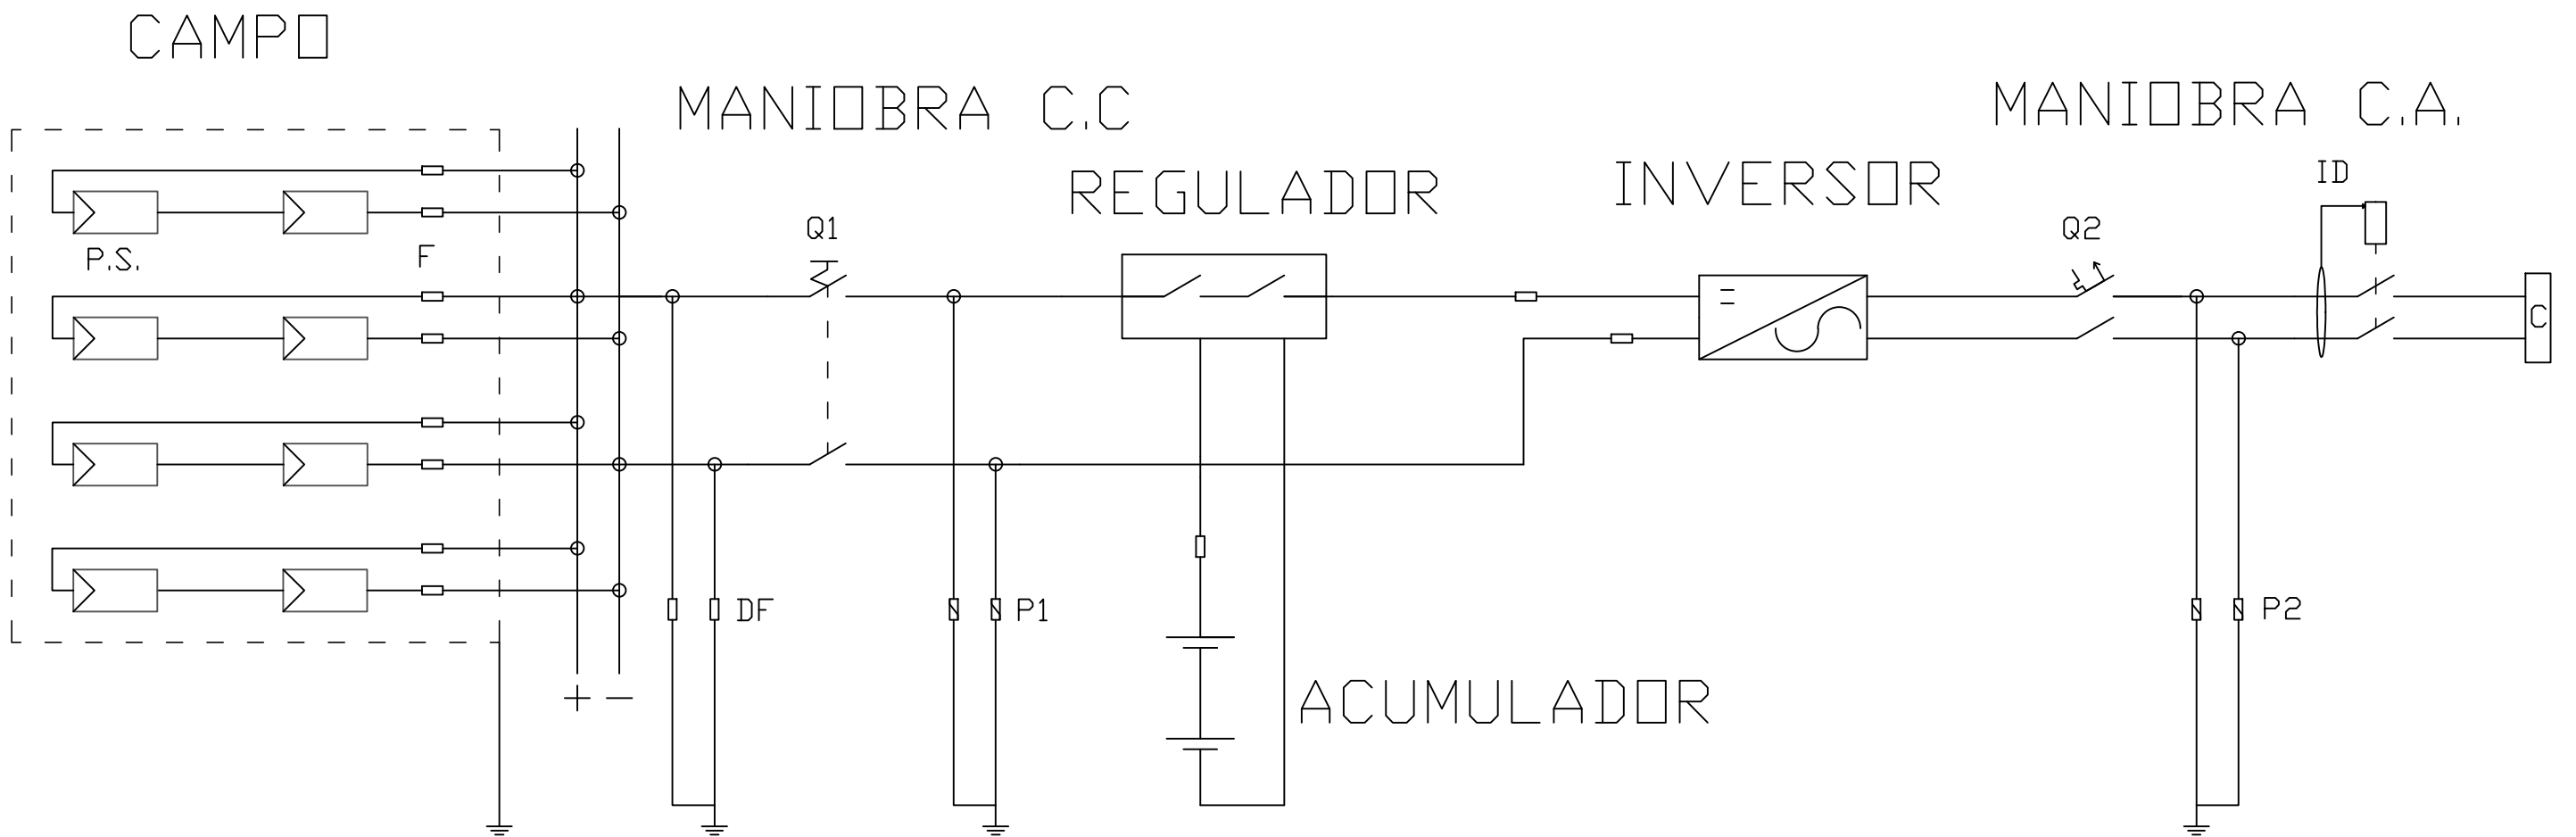 CAMPO
MANIOBRA C.C
MANIOBRA C.A.
REGULADOR
INVERSOR
ID
Q1
Q2
P.S.
F
C
DF
P1
P2
+ −
ACUMULADOR